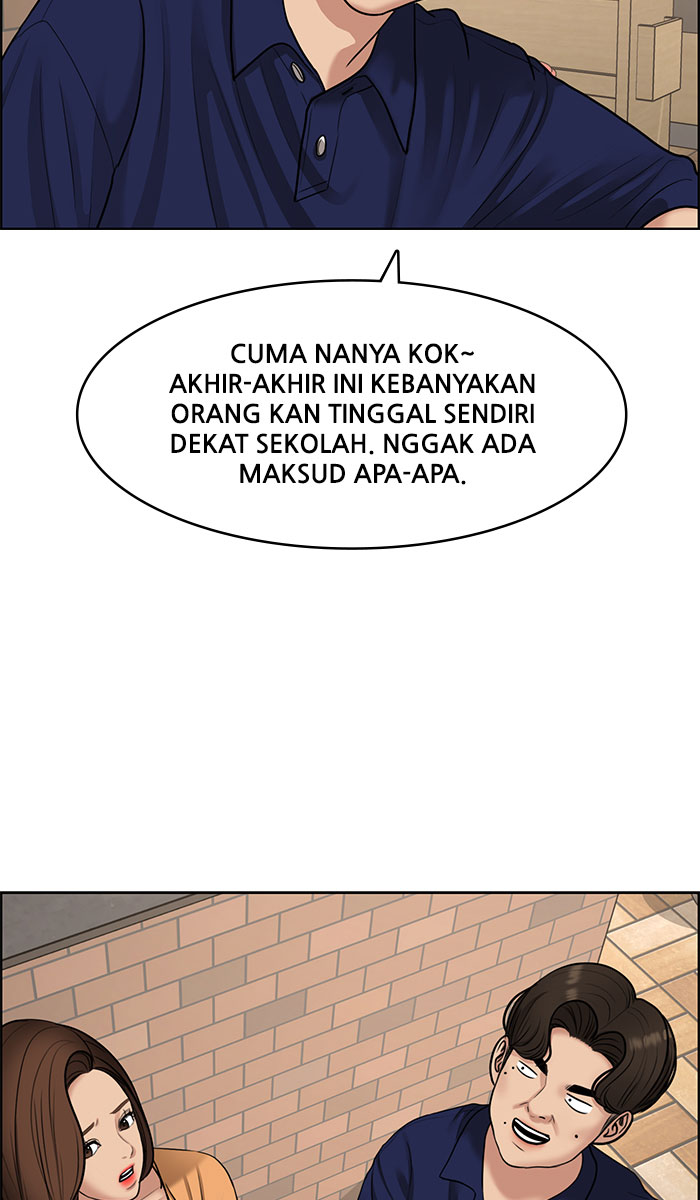 CUMA NANYA KOK~
AKHIR-AKHIR INI KEBANYAKAN
ORANG KAN TINGGAL SENDIRI
DEKAT SEKOLAH. NGGAK ADA
MAKSUD APA-APA.